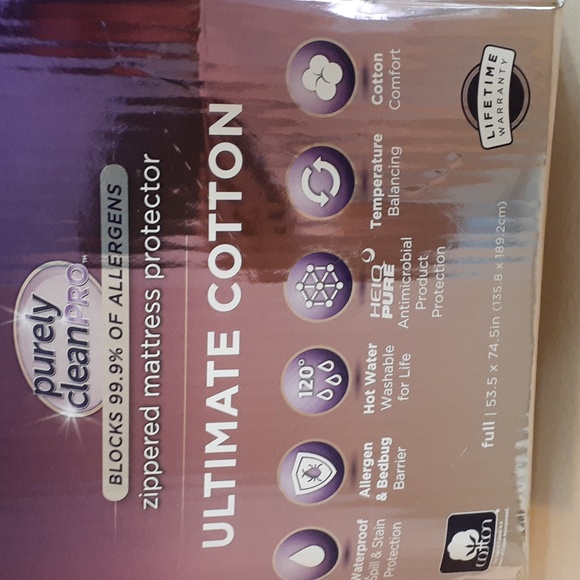 purely
cleanPRO™
BLOCKS 99.9% OF ALLERGENS
zippered mattress protector
ULTIMATE COTTON
Waterproof
Spill & Stain
Protection
Allergen
& Bedbug
Barrier
120°
Hot Water
Washable
for Life
HEIQ
PURE
Antimicrobial
Product
Protection
Temperature
Balancing
Cotton
Comfort
full | 53.5 x 74.5in (135.8 x 189.2cm)
cotton
LIFETIME
WARRANTY